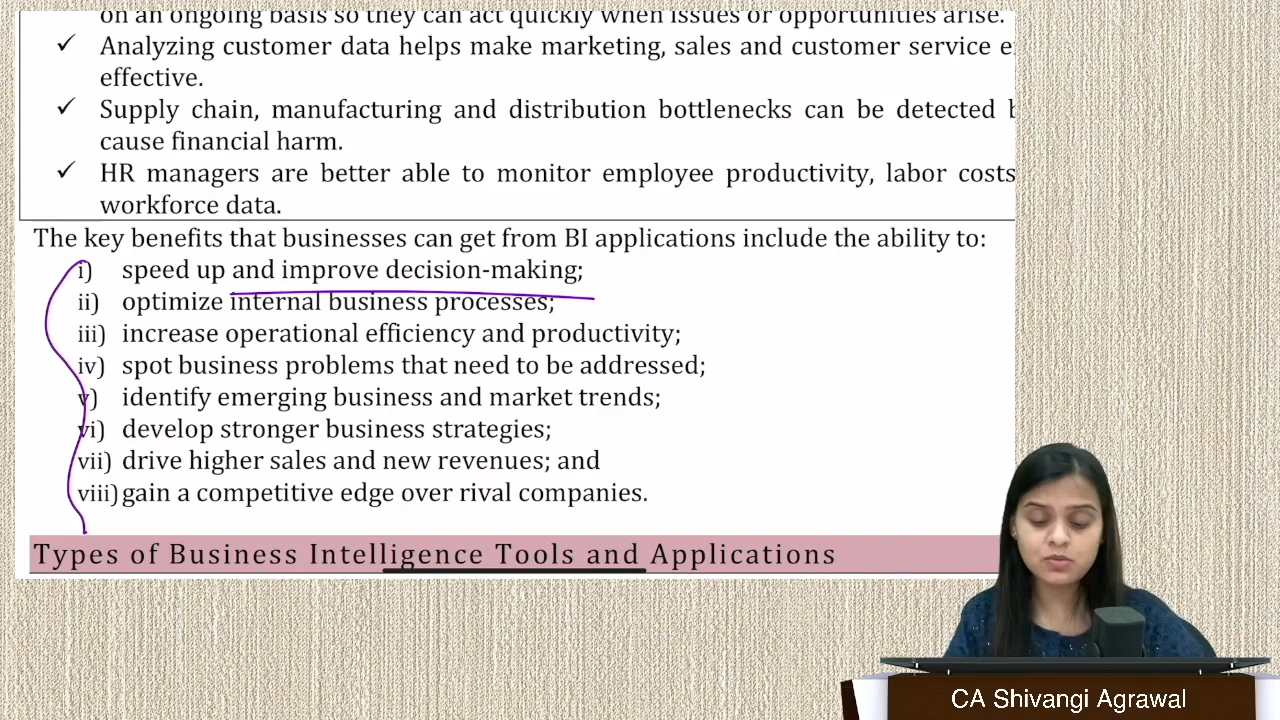 on an ongoing basis so they can act quickly when issues or opportunities arise.
✓ Analyzing customer data helps make marketing, sales and customer service
effective.
✓ Supply chain, manufacturing and distribution bottlenecks can be detected
cause financial harm.
✓ HR managers are better able to monitor employee productivity, labor costs
workforce data.
The key benefits that businesses can get from BI applications include the ability to:
i) speed up and improve decision-making;
ii) optimize internal business processes;
iii) increase operational efficiency and productivity;
iv) spot business problems that need to be addressed;
v) identify emerging business and market trends;
vi) develop stronger business strategies;
vii) drive higher sales and new revenues; and
viii) gain a competitive edge over rival companies.
Types of Business Intelligence Tools and Applications
CA Shivangi Agrawal